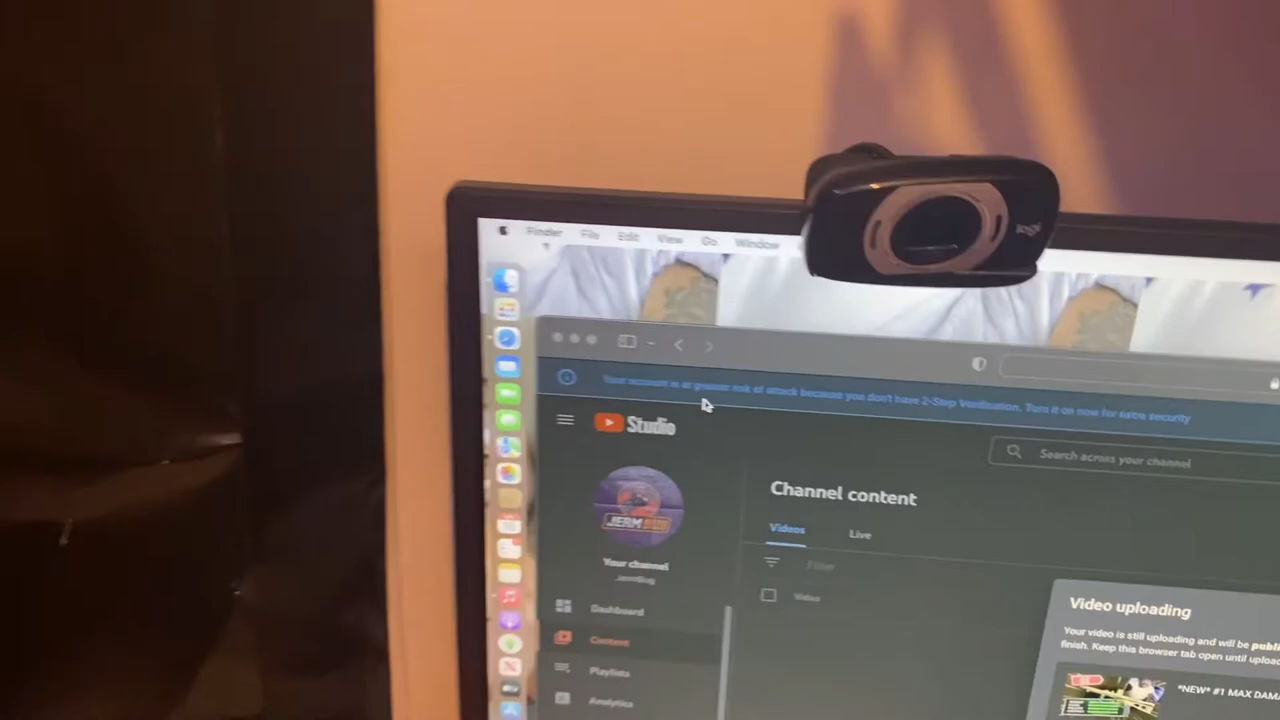 Finder File Edit View Go Window
logi
Your account is at greater risk of attack because you don't have 2-Step Verification. Turn it on now for extra security
Studio
Search across your channel
Channel content
Videos Live
Filter
Video
Your channel
JermBug
Dashboard
Content
Playlists
Analytics
Video uploading
Your video is still uploading and will be
finish. Keep this browser tab open until
*NEW* #1 MAX